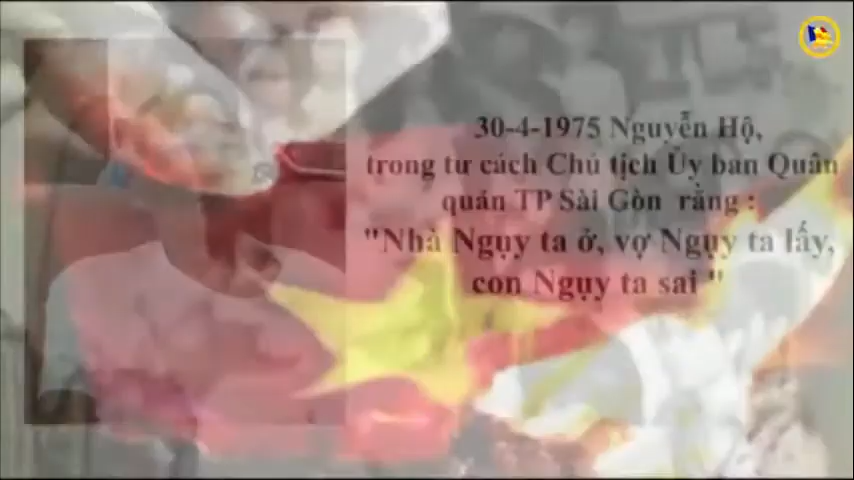 30-4-1975 Nguyễn Hộ,
trong tư cách Chủ tịch Ủy ban Quân
quán TP Sài Gòn rằng :
"Nhà Ngụy ta ở, vợ Ngụy ta lấy,
con Ngụy ta sai "